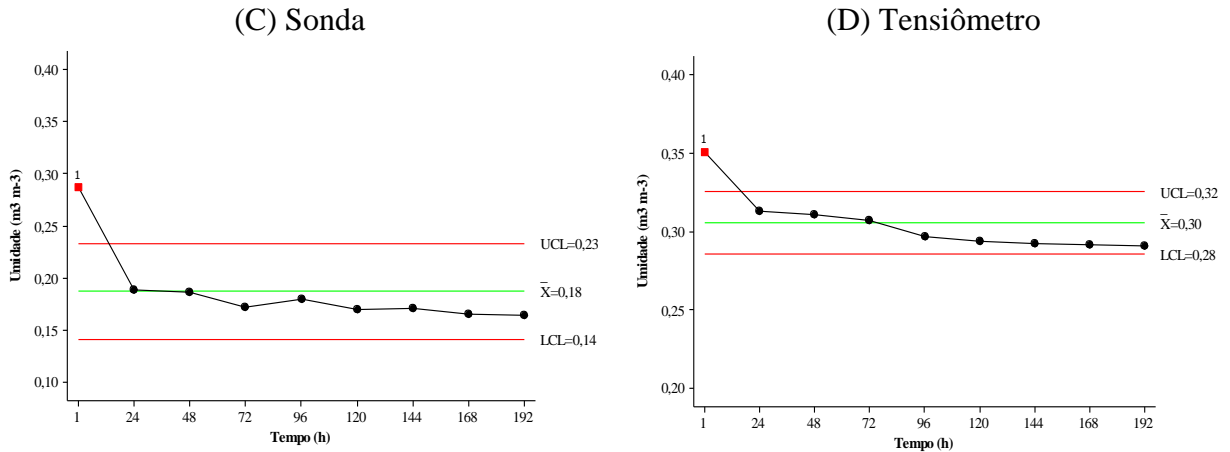 (C) Sonda
0,40
0,35
0,30
0,25
0,20
0,15
0,10
Umidade (m3 m-3)
1
UCL=0,23
X̄=0,18
LCL=0,14
1 24 48 72 96 120 144 168 192
Tempo (h)
(D) Tensiômetro
0,40
0,35
0,30
0,25
0,20
Umidade (m3 m-3)
1
UCL=0,32
X̄=0,30
LCL=0,28
1 24 48 72 96 120 144 168 192
Tempo (h)